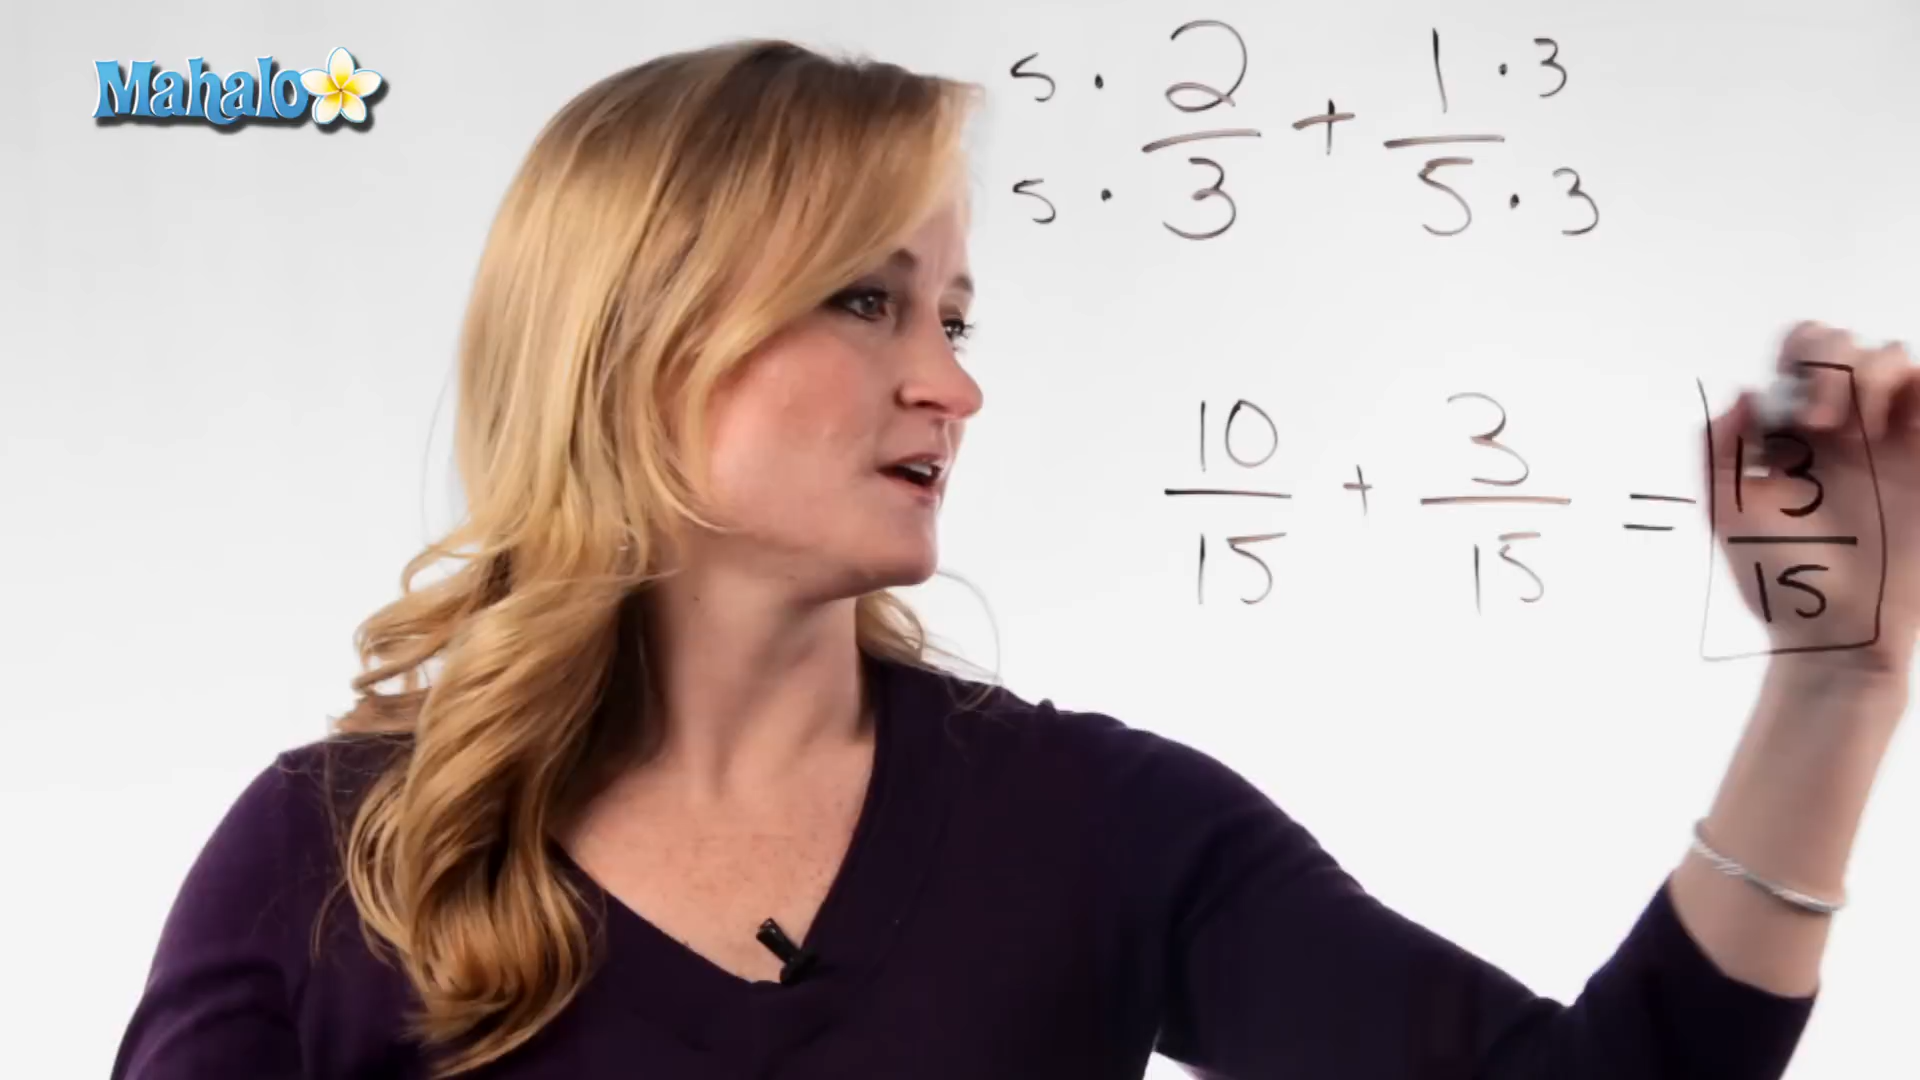 Mahalo
5 · 2/3 · 5 + 1/5 · 3 · 3
10/15 + 3/15 = 13/15